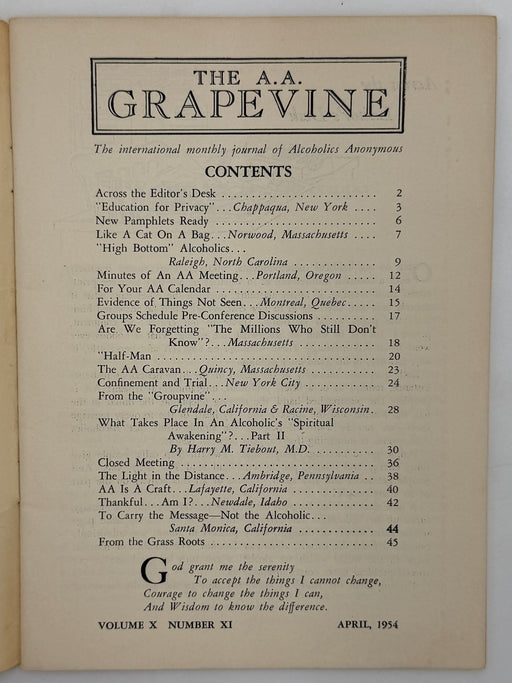 THE A.A.
GRAPEVINE
The international monthly journal of Alcoholics Anonymous
CONTENTS
Across the Editor's Desk . . . . . . . . . . . . . . . . . . . . . . . 2
"Education for Privacy". . . Chappaqua, New York . . . . 3
New Pamphlets Ready . . . . . . . . . . . . . . . . . . . . . . . . 6
Like A Cat On A Bag. . . Norwood, Massachusetts . . . . 7
"High Bottom" Alcoholics. . .
Raleigh, North Carolina . . . . . . . . . . . . 9
Minutes of An AA Meeting. . . Portland, Oregon . . . . . 12
For Your AA Calendar . . . . . . . . . . . . . . . . . . . . . . . 14
Evidence of Things Not Seen. . . Montreal, Quebec. . . . . 15
Groups Schedule Pre-Conference Discussions . . . . . . . . . . 17
Are We Forgetting "The Millions Who Still Don't
Know"?. . . Massachusetts . . . . . . . . . . . . 18
"Half-Man . . . . . . . . . . . . . . . . . . . . . . . . . . . . . . . 20
The AA Caravan. . . Quincy, Massachusetts . . . . . . . . . . 23
Confinement and Trial. . . New York City . . . . . . . . . . 24
From the "Groupvine". . .
Glendale, California & Racine, Wisconsin. 28
What Takes Place In An Alcoholic's "Spiritual
Awakening"?. . . Part II
By Harry M. Tiebout, M.D. . . . . . . . . . 30
Closed Meeting . . . . . . . . . . . . . . . . . . . . . . . . . . . . 36
The Light in the Distance. . . Ambridge, Pennsylvania . . 38
AA Is A Craft. . . Lafayette, California . . . . . . . . . . . . 40
Thankful. . . Am I?. . . Newdale, Idaho . . . . . . . . . . . . 42
To Carry the Message—Not the Alcoholic. . .
Santa Monica, California . . . . . . . . . . . 44
From the Grass Roots . . . . . . . . . . . . . . . . . . . . . . . . 45
God grant me the serenity
To accept the things I cannot change,
Courage to change the things I can,
And Wisdom to know the difference.
VOLUME X NUMBER XI APRIL, 1954